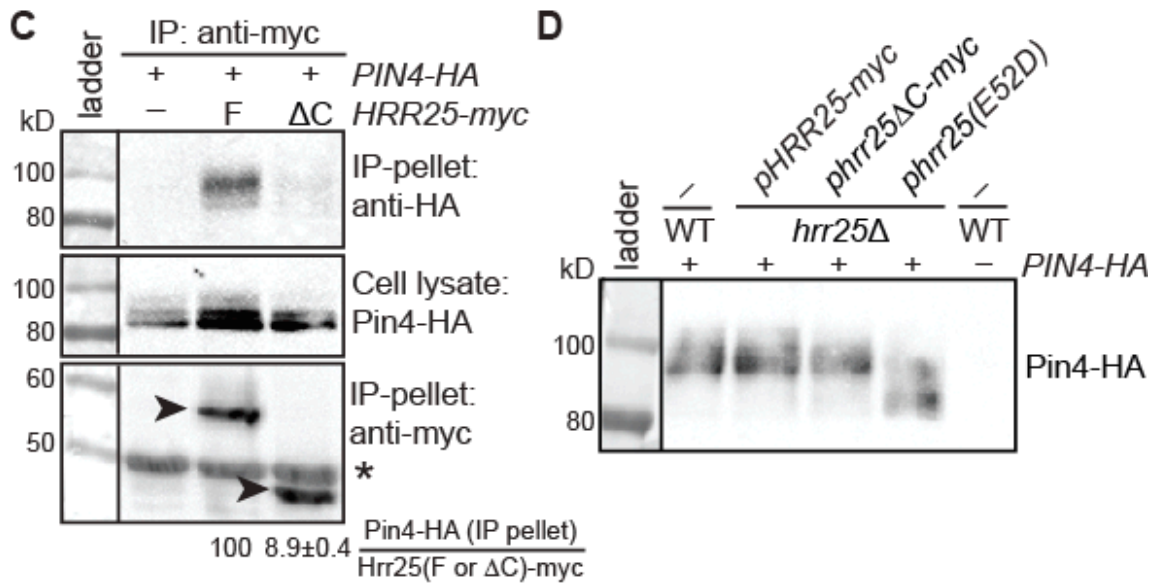 C
IP: anti-myc
ladder
+ + + PIN4-HA
kD − F ΔC HRR25-myc
100
80
IP-pellet:
anti-HA
100
80
Cell lysate:
Pin4-HA
60
50
IP-pellet:
anti-myc
*
100 8.9±0.4
Pin4-HA (IP pellet)
Hrr25(F or ΔC)-myc
D
pHRR25-myc
phrr25ΔC-myc
phrr25(E52D)
– –
WT hrr25Δ WT
ladder
kD + + + + − PIN4-HA
100
80
Pin4-HA